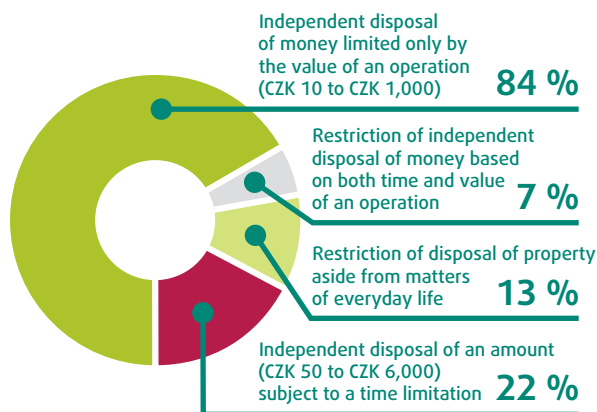 Independent disposal
of money limited only by
the value of an operation
(CZK 10 to CZK 1,000) 84 %
Restriction of independent
disposal of money based
on both time and value
of an operation 7 %
Restriction of disposal of property
aside from matters
of everyday life 13 %
Independent disposal of an amount
(CZK 50 to CZK 6,000)
subject to a time limitation 22 %